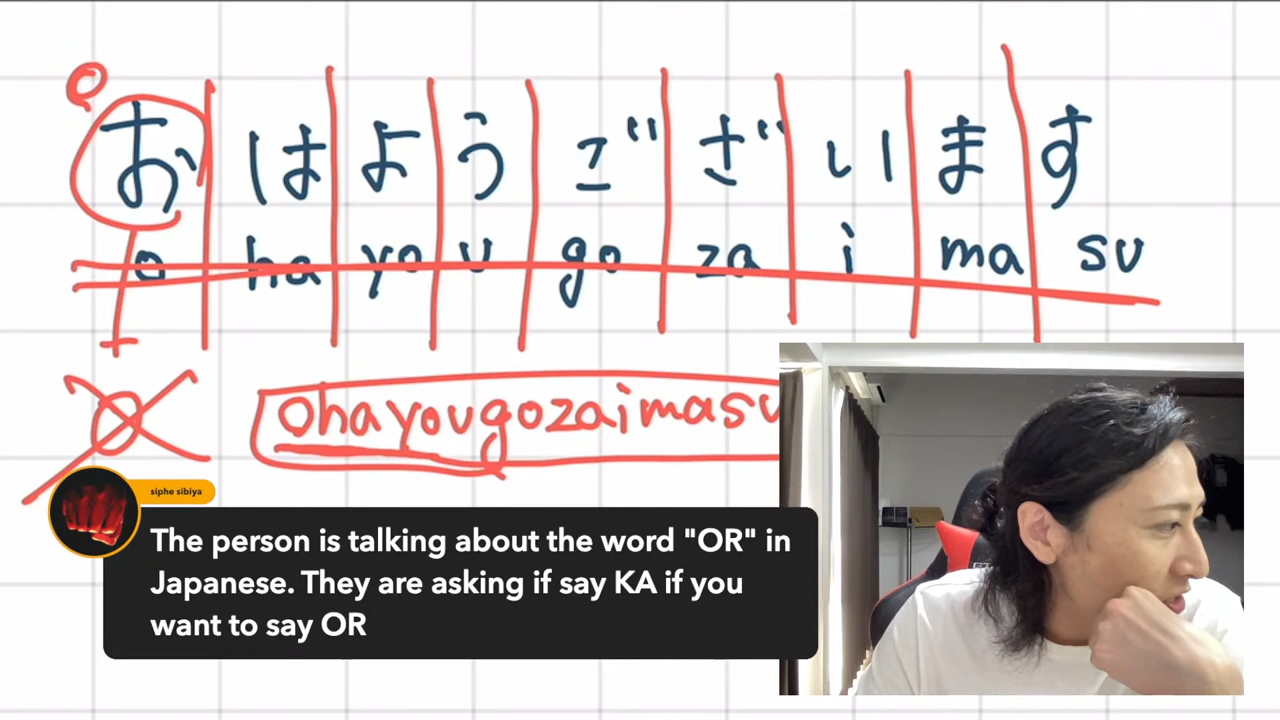 おはようございます
o ha yo u go za i ma su
ohayougozaimasu
siphe sibiya
The person is talking about the word "OR" in
Japanese. They are asking if say KA if you
want to say OR